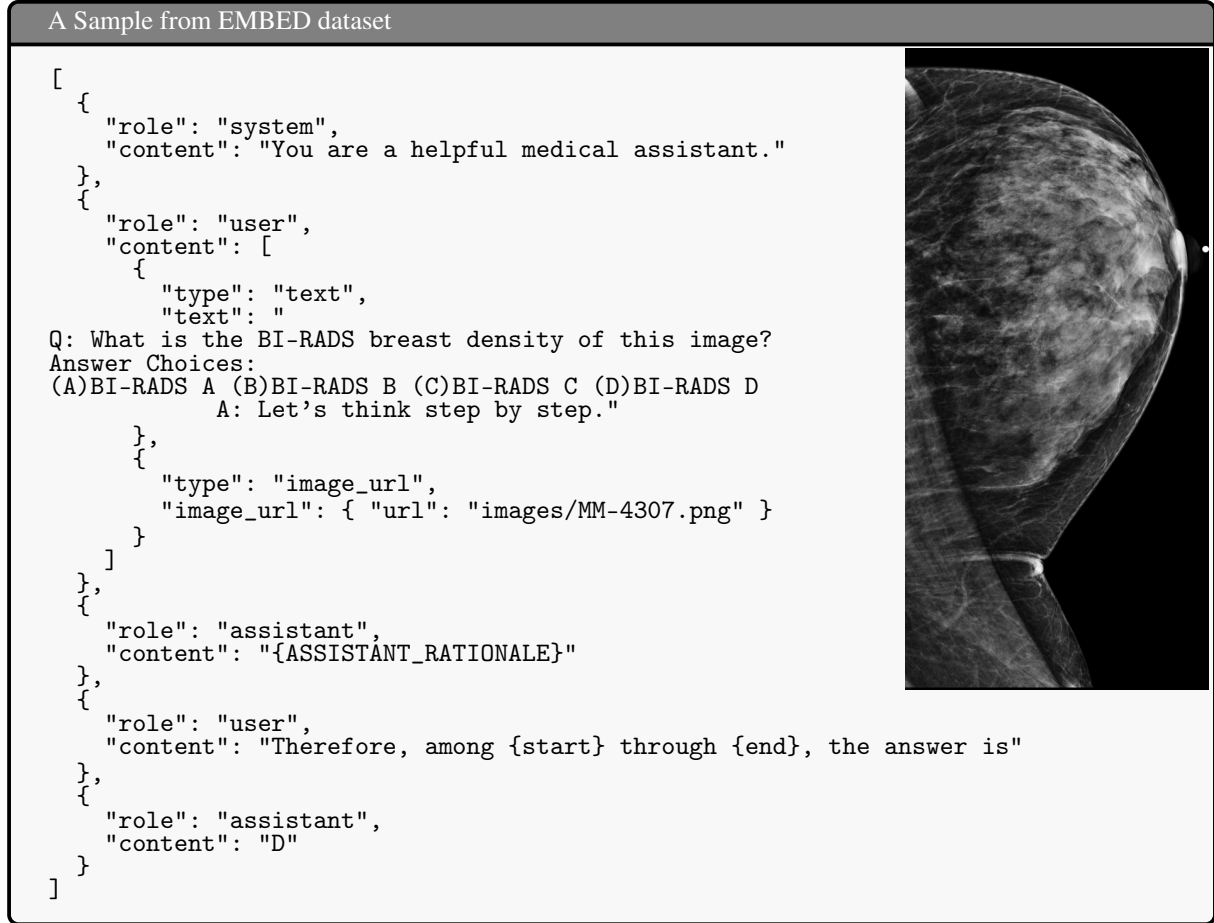 A Sample from EMBED dataset
[
  {
    "role": "system",
    "content": "You are a helpful medical assistant."
  },
  {
    "role": "user",
    "content": [
      {
        "type": "text",
        "text": "
Q: What is the BI-RADS breast density of this image?
Answer Choices:
(A)BI-RADS A (B)BI-RADS B (C)BI-RADS C (D)BI-RADS D
            A: Let's think step by step."
      },
      {
        "type": "image_url",
        "image_url": { "url": "images/MM-4307.png" }
      }
    ]
  },
  {
    "role": "assistant",
    "content": "{ASSISTANT_RATIONALE}"
  },
  {
    "role": "user",
    "content": "Therefore, among {start} through {end}, the answer is"
  },
  {
    "role": "assistant",
    "content": "D"
  }
]